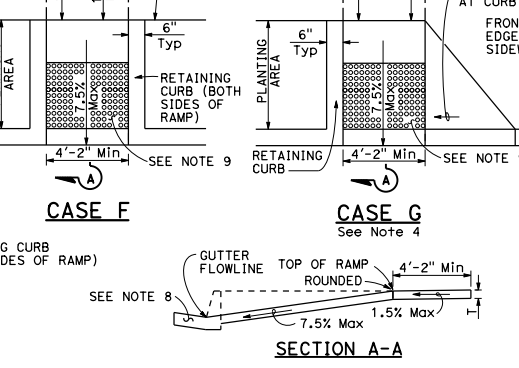 AT CURB
FRON
EDGE
SIDEW
AREA
6"
Typ
7.5%
Max
RETAINING
CURB (BOTH
SIDES OF
RAMP)
4'-2" Min
SEE NOTE 9
A
CASE F
PLANTING
AREA
6"
Typ
7.5%
Max
RETAINING
CURB
4'-2" Min
SEE NOTE
A
CASE G
See Note 4
G CURB
DES OF RAMP)
GUTTER
FLOWLINE
TOP OF RAMP
ROUNDED
4'-2" Min
SEE NOTE 8
7.5% Max
1.5% Max
T
SECTION A-A